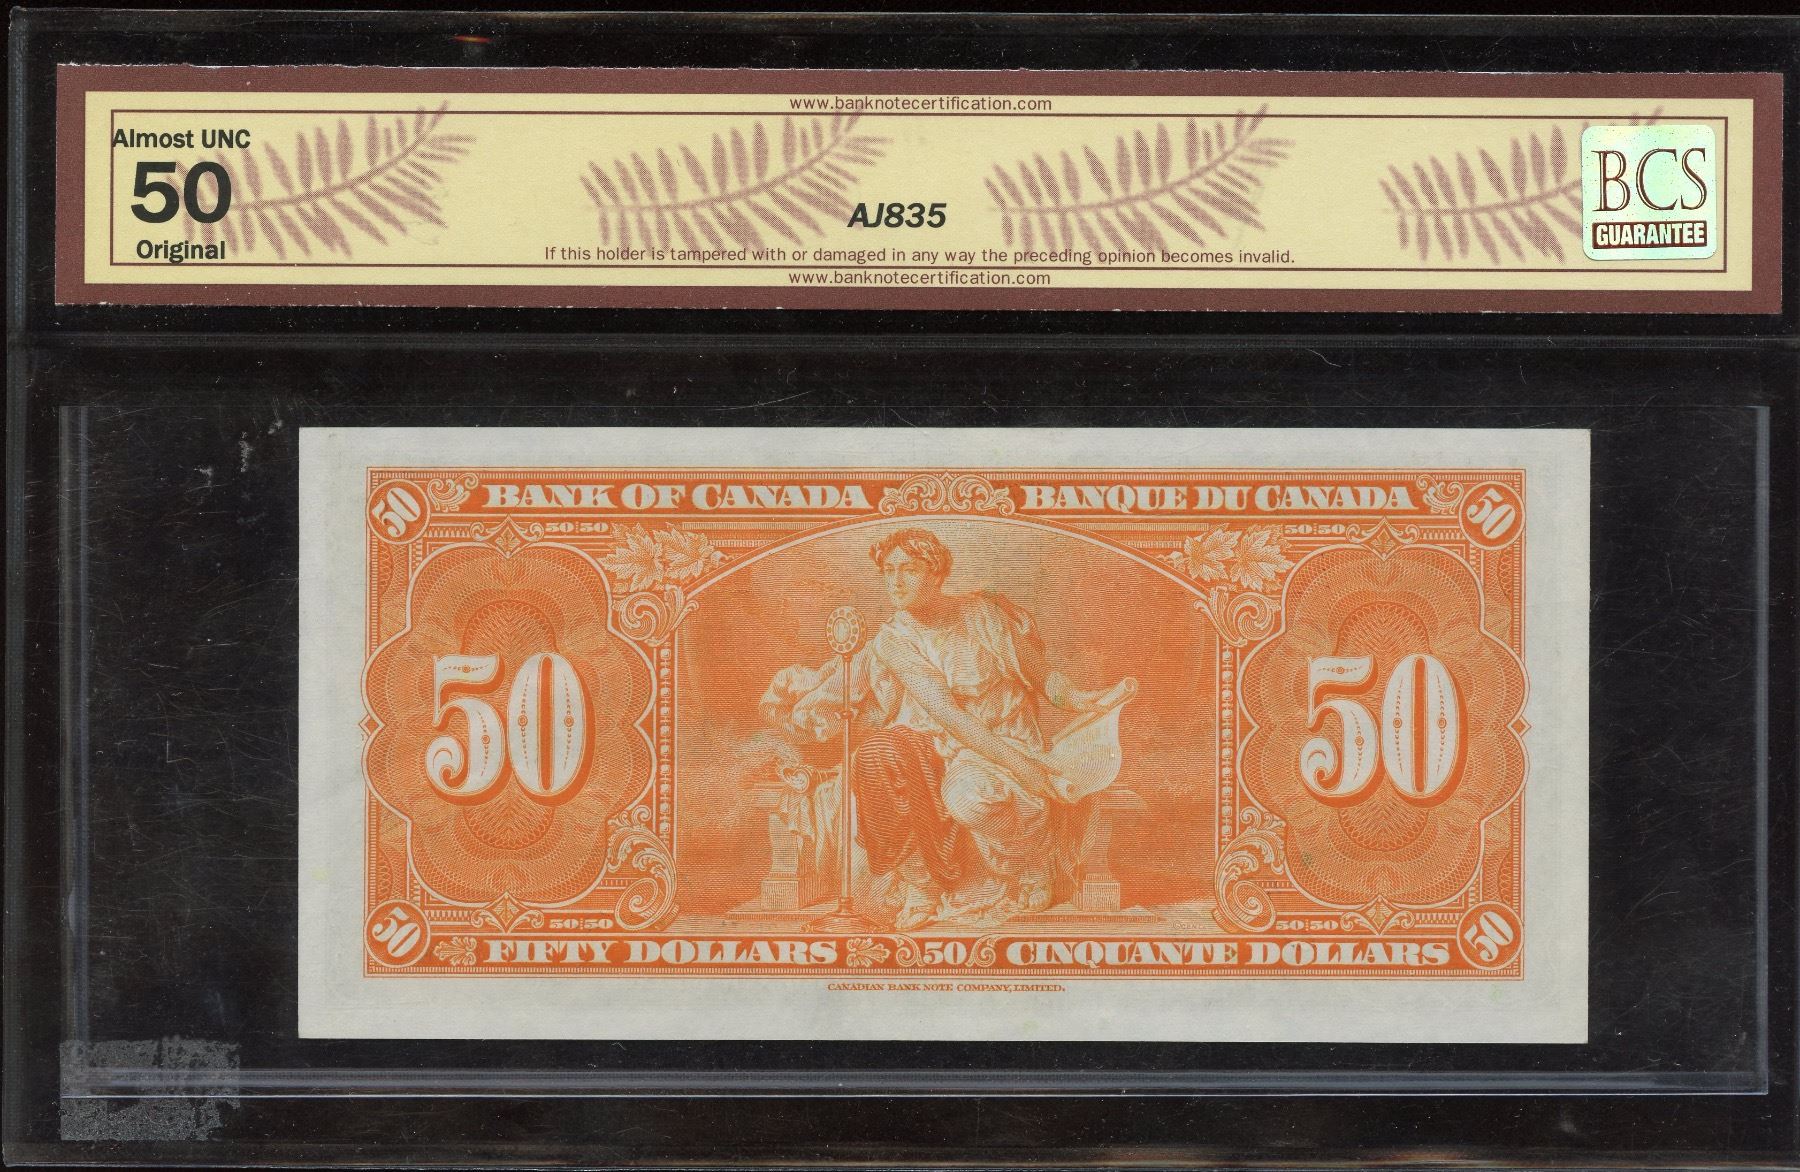 www.banknotecertification.com
Almost UNC
50
Original
AJ835
BCS
GUARANTEE
If this holder is tampered with or damaged in any way the preceding opinion becomes invalid.
www.banknotecertification.com
50 BANK OF CANADA BANQUE DU CANADA 50
50:50 50:50
50 50
50:50 50:50
50 FIFTY DOLLARS 50 CINQUANTE DOLLARS 50
CANADIAN BANK NOTE COMPANY, LIMITED.